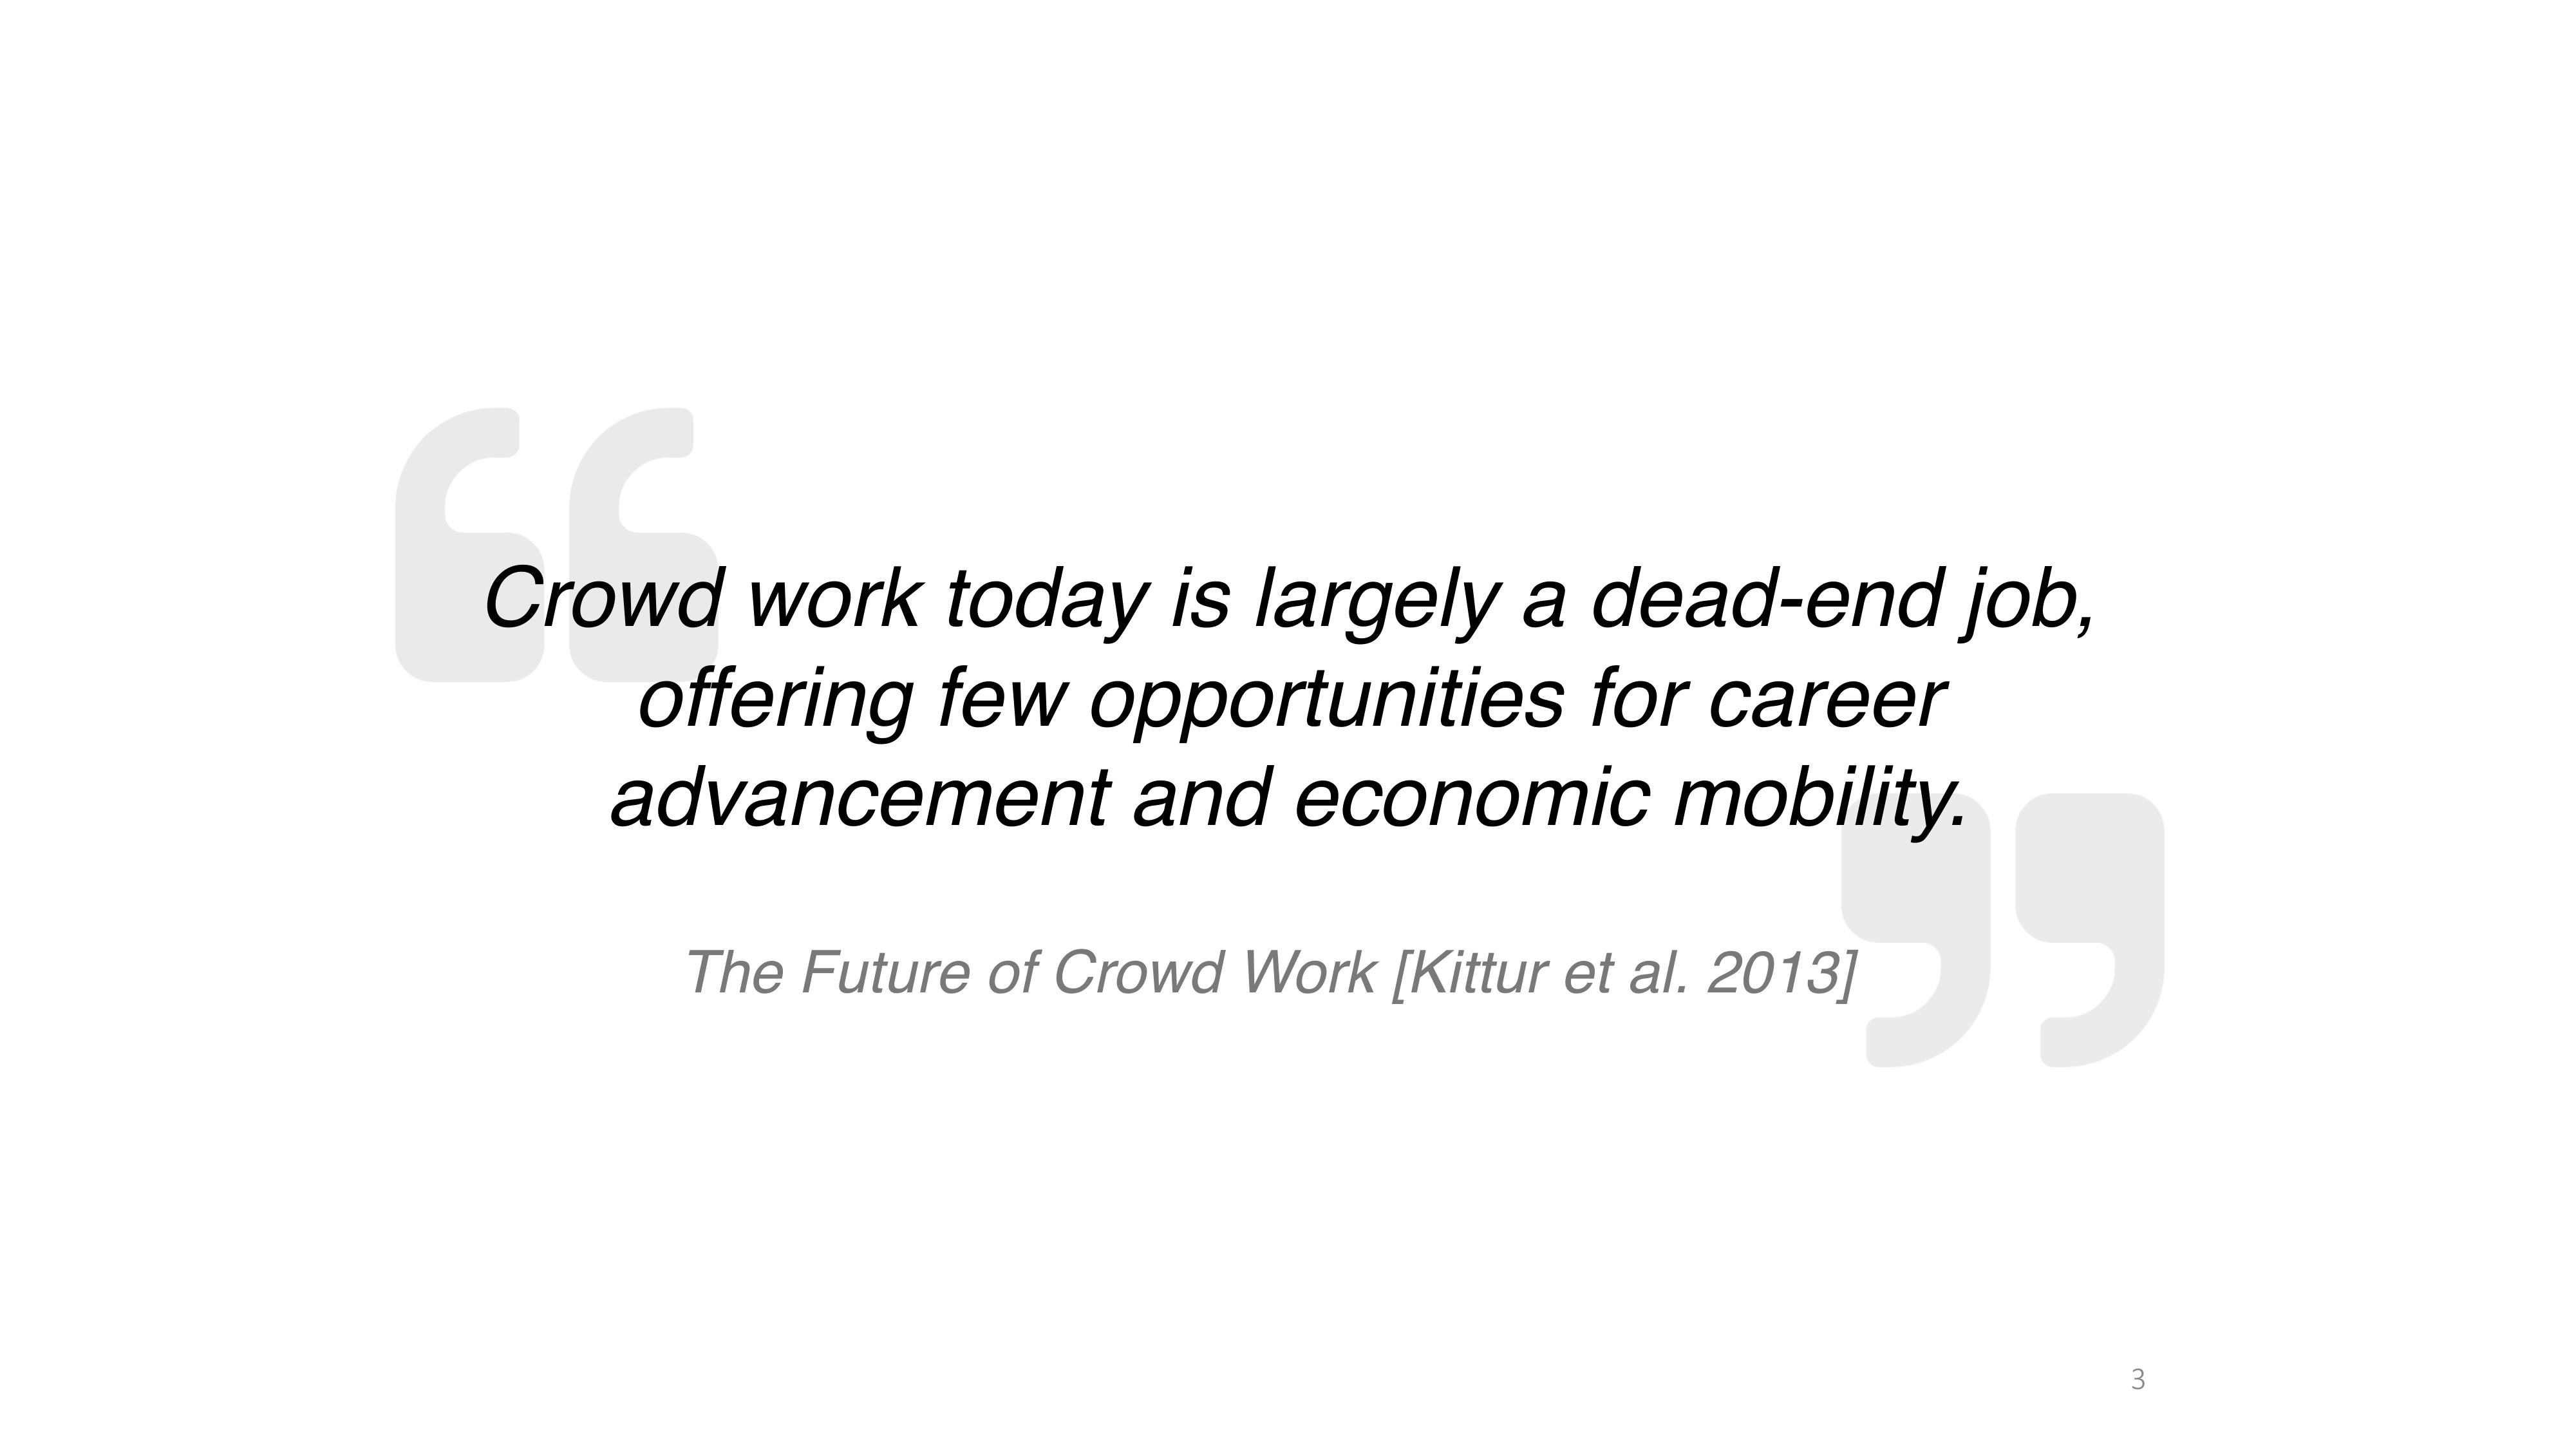 Crowd work today is largely a dead-end job,
offering few opportunities for career
advancement and economic mobility.
The Future of Crowd Work [Kittur et al. 2013]
3